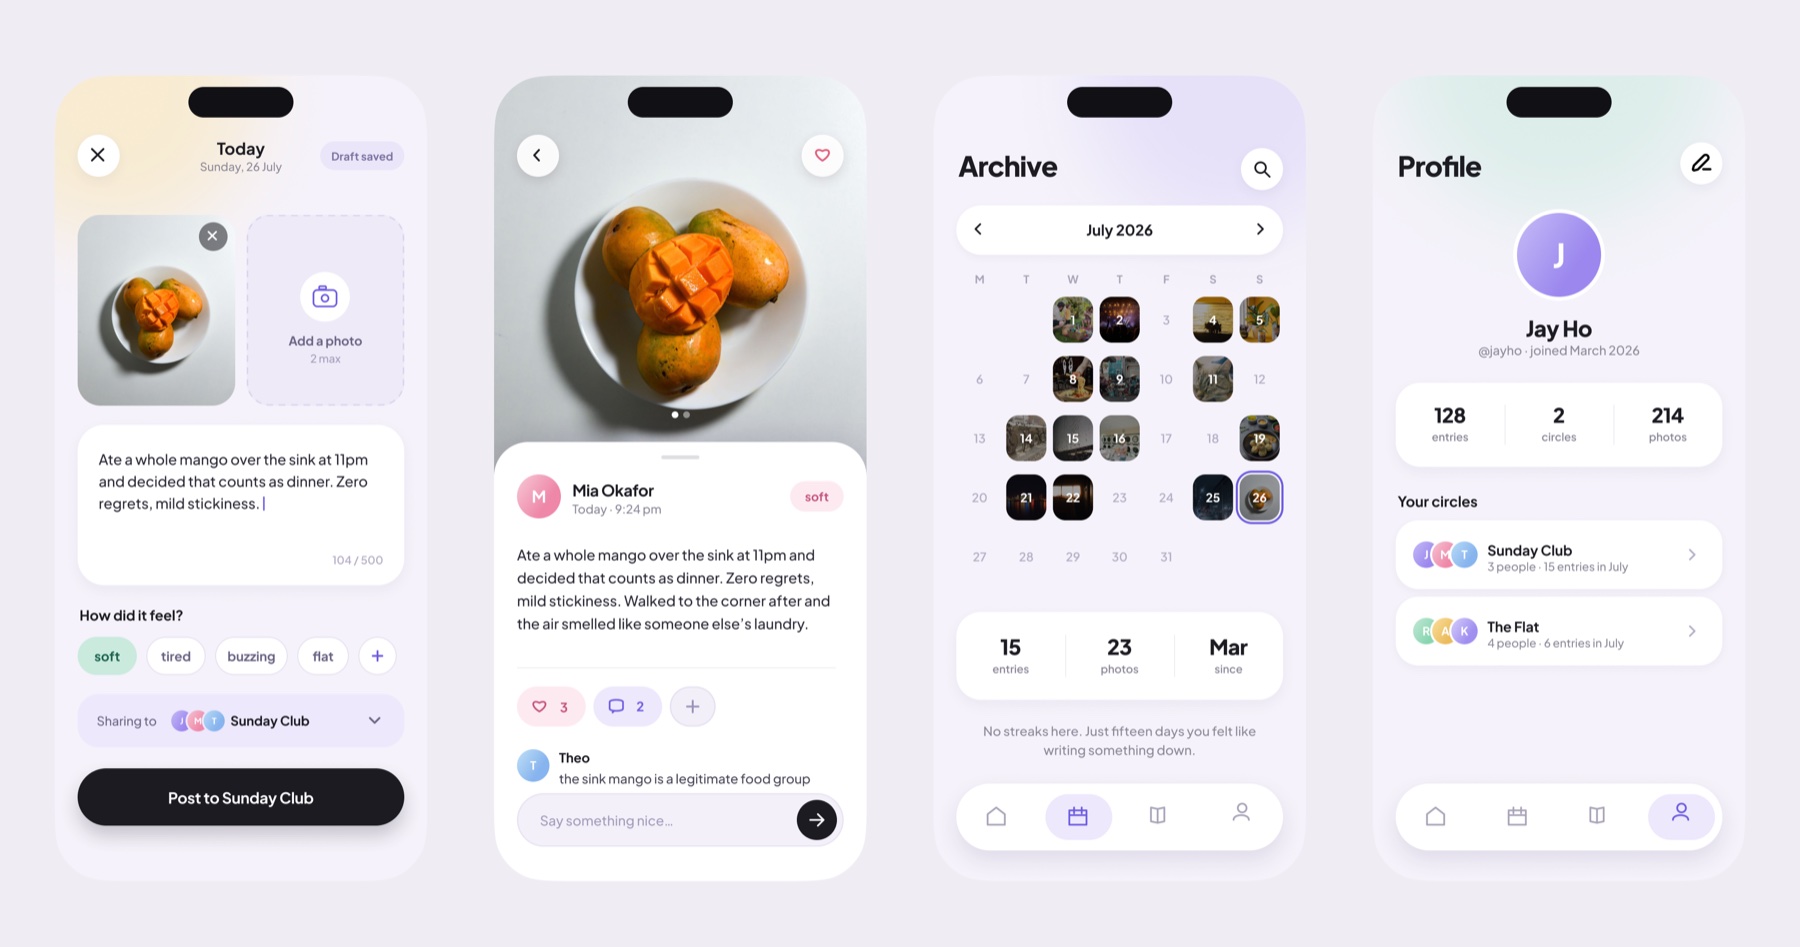 Today
Sunday, 26 July
Draft saved
Add a photo
2 max
Ate a whole mango over the sink at 11pm
and decided that counts as dinner. Zero
regrets, mild stickiness.
104 / 500
How did it feel?
soft
tired
buzzing
flat
+
Sharing to
J
M
T
Sunday Club
Post to Sunday Club
M
Mia Okafor
Today · 9:24 pm
soft
Ate a whole mango over the sink at 11pm and
decided that counts as dinner. Zero regrets,
mild stickiness. Walked to the corner after and
the air smelled like someone else's laundry.
3
2
+
T
Theo
the sink mango is a legitimate food group
Say something nice...
Archive
July 2026
M T W T F S S
1 2 3 4 5
6 7 8 9 10 11 12
13 14 15 16 17 18 19
20 21 22 23 24 25 26
27 28 29 30 31
15
entries
23
photos
Mar
since
No streaks here. Just fifteen days you felt like
writing something down.
Profile
J
Jay Ho
@jayho · joined March 2026
128
entries
2
circles
214
photos
Your circles
J
M
T
Sunday Club
3 people · 15 entries in July
R
A
K
The Flat
4 people · 6 entries in July